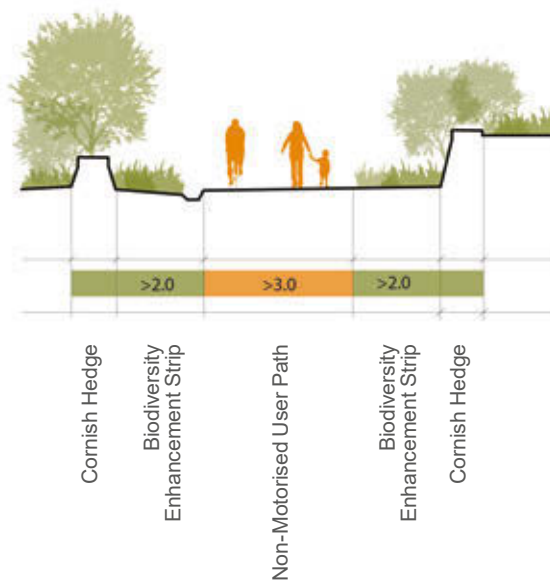 >2.0
>3.0
>2.0
Cornish Hedge
Biodiversity
Enhancement Strip
Non-Motorised User Path
Biodiversity
Enhancement Strip
Cornish Hedge